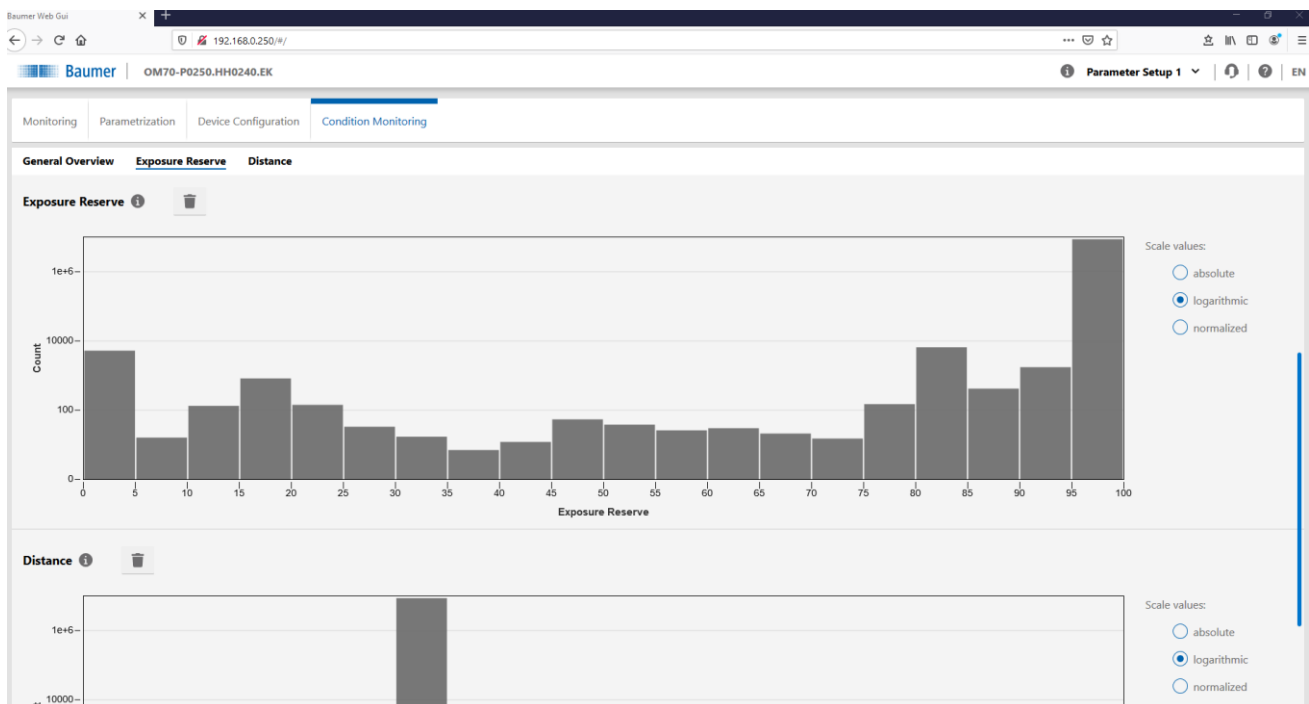 Baumer Web Gui
192.168.0.250/#/
Baumer OM70-P0250.HH0240.EK Parameter Setup 1 EN
Monitoring Parametrization Device Configuration Condition Monitoring
General Overview Exposure Reserve Distance
Exposure Reserve
Scale values:
absolute
logarithmic
normalized
1e+6
10000
100
0
Count
0 5 10 15 20 25 30 35 40 45 50 55 60 65 70 75 80 85 90 95 100
Exposure Reserve
Distance
Scale values:
absolute
logarithmic
normalized
1e+6
10000